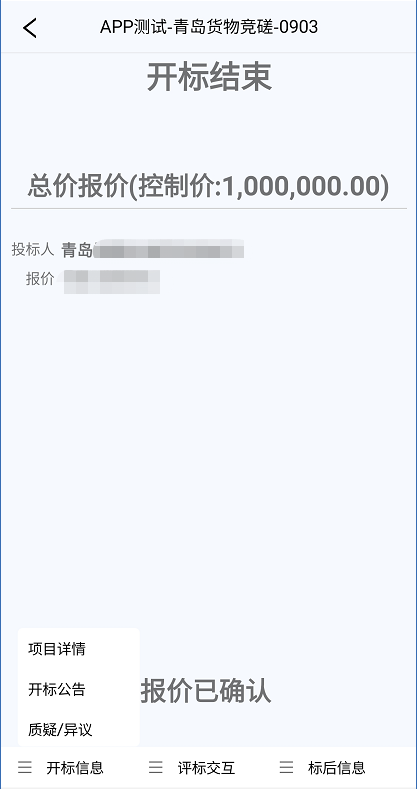 APP测试-青岛货物竞磋-0903
开标结束
总价报价(控制价:1,000,000.00)
投标人 青岛
报价
项目详情
开标公告
报价已确认
质疑/异议
开标信息 评标交互 标后信息